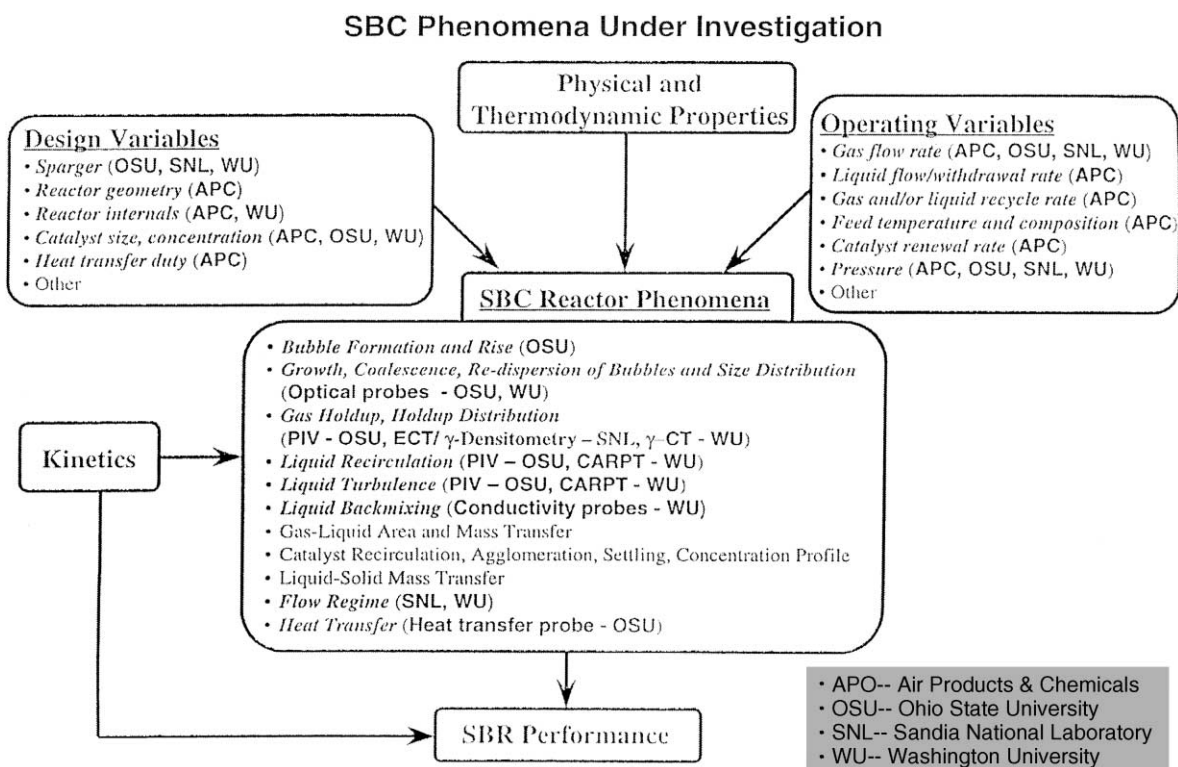 SBC Phenomena Under Investigation
Physical and
Thermodynamic Properties
Design Variables
• Sparger (OSU, SNL, WU)
• Reactor geometry (APC)
• Reactor internals (APC, WU)
• Catalyst size, concentration (APC, OSU, WU)
• Heat transfer duty (APC)
• Other
Operating Variables
• Gas flow rate (APC, OSU, SNL, WU)
• Liquid flow/withdrawal rate (APC)
• Gas and/or liquid recycle rate (APC)
• Feed temperature and composition (APC)
• Catalyst renewal rate (APC)
• Pressure (APC, OSU, SNL, WU)
• Other
SBC Reactor Phenomena
• Bubble Formation and Rise (OSU)
• Growth, Coalescence, Re-dispersion of Bubbles and Size Distribution
(Optical probes - OSU, WU)
• Gas Holdup, Holdup Distribution
(PIV - OSU, ECT/ γ-Densitometry – SNL, γ-CT - WU)
• Liquid Recirculation (PIV – OSU, CARPT - WU)
• Liquid Turbulence (PIV – OSU, CARPT - WU)
• Liquid Backmixing (Conductivity probes - WU)
• Gas-Liquid Area and Mass Transfer
• Catalyst Recirculation, Agglomeration, Settling, Concentration Profile
• Liquid-Solid Mass Transfer
• Flow Regime (SNL, WU)
• Heat Transfer (Heat transfer probe - OSU)
Kinetics
SBR Performance
• APO-- Air Products & Chemicals
• OSU-- Ohio State University
• SNL-- Sandia National Laboratory
• WU-- Washington University